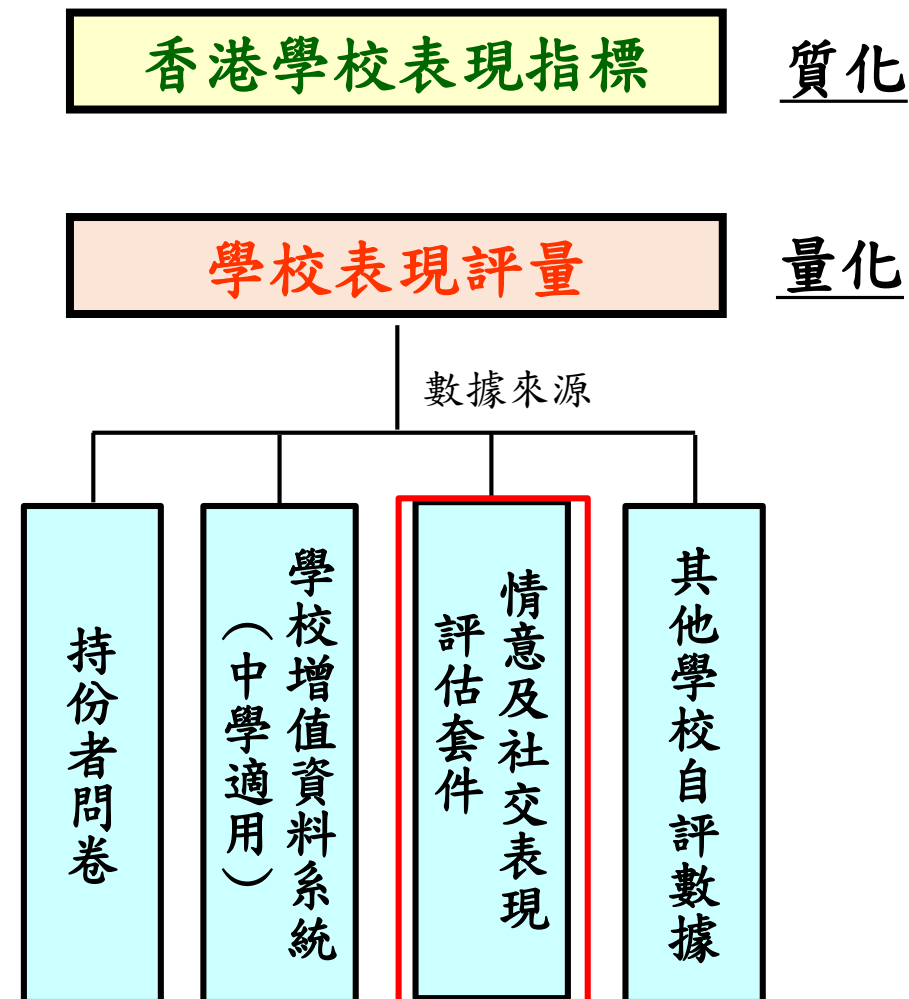 香港學校表現指標
質化
學校表現評量
量化
數據來源
持份者問卷
學校增值資料系統
（中學適用）
情意及社交表現
評估套件
其他學校自評數據